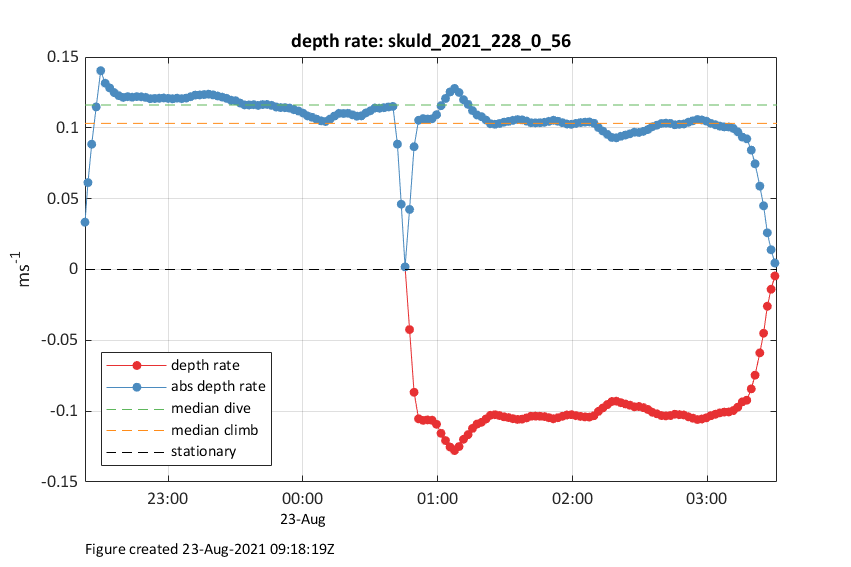 depth rate: skuld_2021_228_0_56
0.15
0.1
0.05
0
-0.05
-0.1
-0.15
ms-1
depth rate
abs depth rate
median dive
median climb
stationary
23:00
00:00
01:00
02:00
03:00
23-Aug
Figure created 23-Aug-2021 09:18:19Z